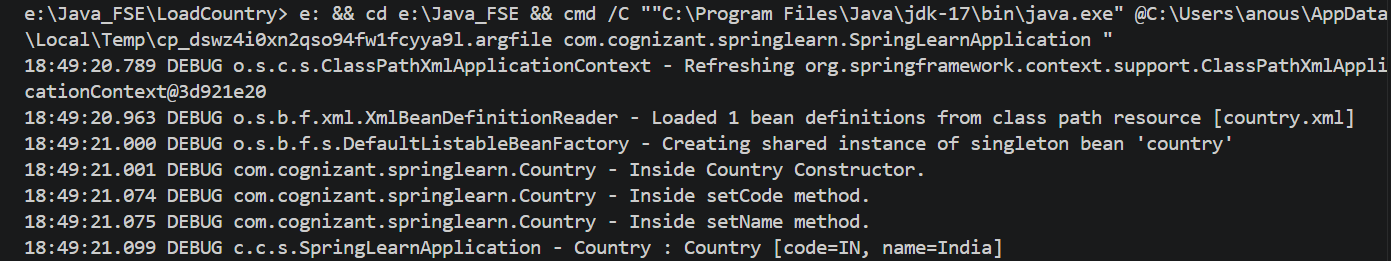 e:\Java_FSE\LoadCountry> e: && cd e:\Java_FSE && cmd /C ""C:\Program Files\Java\jdk-17\bin\java.exe" @C:\Users\anous\AppData
\Local\Temp\cp_dswz4i0xn2qso94fw1fcyya9l.argfile com.cognizant.springlearn.SpringLearnApplication "
18:49:20.789 DEBUG o.s.c.s.ClassPathXmlApplicationContext - Refreshing org.springframework.context.support.ClassPathXmlAppli
cationContext@3d921e20
18:49:20.963 DEBUG o.s.b.f.xml.XmlBeanDefinitionReader - Loaded 1 bean definitions from class path resource [country.xml]
18:49:21.000 DEBUG o.s.b.f.s.DefaultListableBeanFactory - Creating shared instance of singleton bean 'country'
18:49:21.001 DEBUG com.cognizant.springlearn.Country - Inside Country Constructor.
18:49:21.074 DEBUG com.cognizant.springlearn.Country - Inside setCode method.
18:49:21.075 DEBUG com.cognizant.springlearn.Country - Inside setName method.
18:49:21.099 DEBUG c.c.s.SpringLearnApplication - Country : Country [code=IN, name=India]